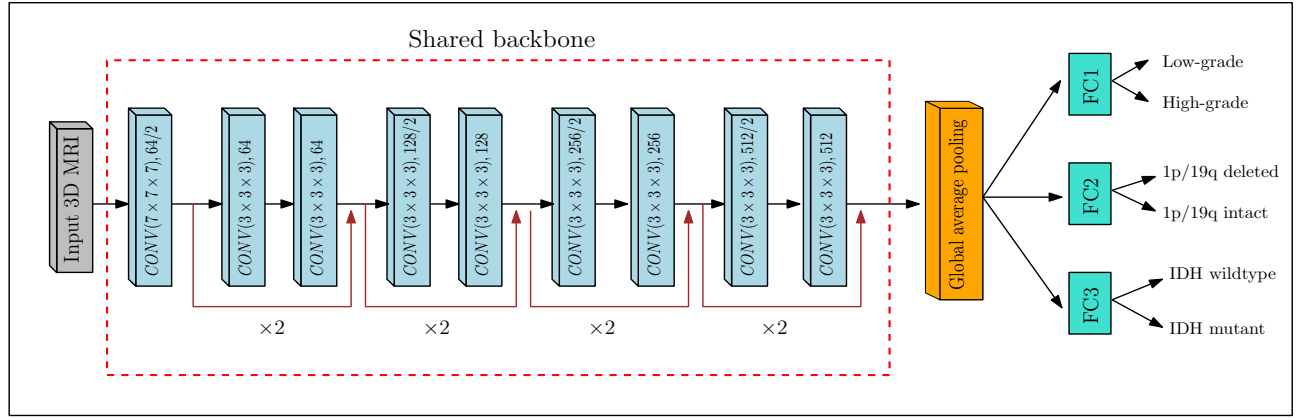 Shared backbone
Input 3D MRI
CONV(7 × 7 × 7), 64/2
CONV(3 × 3 × 3), 64
CONV(3 × 3 × 3), 64
CONV(3 × 3 × 3), 128/2
CONV(3 × 3 × 3), 128
CONV(3 × 3 × 3), 256/2
CONV(3 × 3 × 3), 256
CONV(3 × 3 × 3), 512/2
CONV(3 × 3 × 3), 512
×2
×2
×2
×2
Global average pooling
FC1
Low-grade
High-grade
FC2
1p/19q deleted
1p/19q intact
FC3
IDH wildtype
IDH mutant